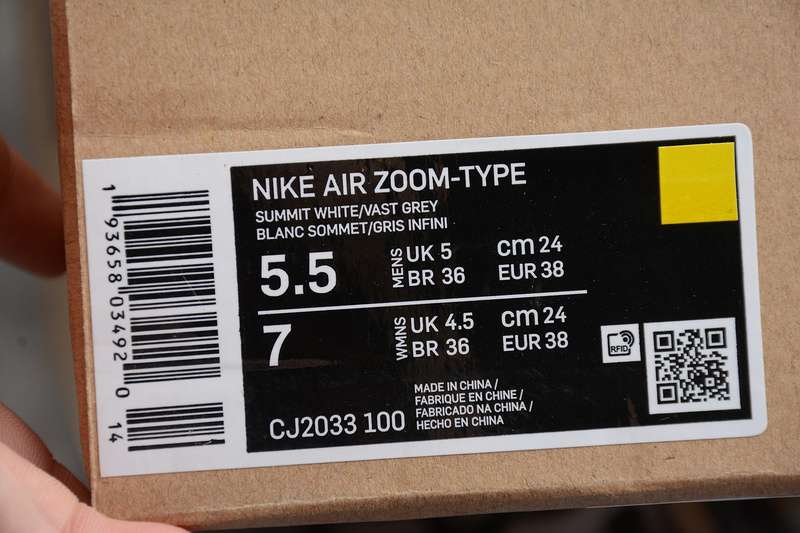 NIKE AIR ZOOM-TYPE
SUMMIT WHITE/VAST GREY
BLANC SOMMET/GRIS INFINI
5.5 MENS UK 5 cm 24
BR 36 EUR 38
7 WMNS UK 4.5 cm 24
BR 36 EUR 38
RFID
MADE IN CHINA /
FABRIQUE EN CHINE /
FABRICADO NA CHINA /
HECHO EN CHINA
CJ2033 100
1 93658 03492 0 14